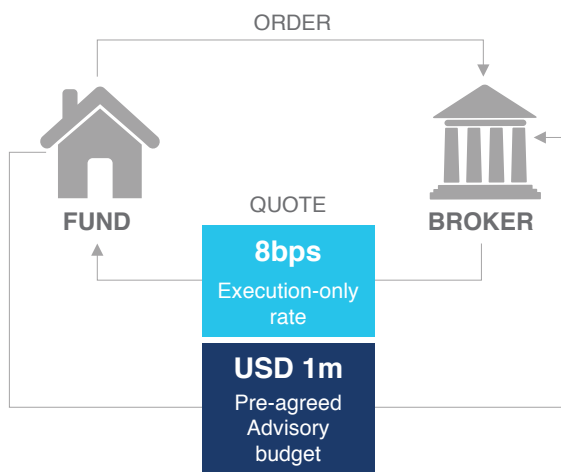 ORDER
FUND
BROKER
QUOTE
8bps
Execution-only
rate
USD 1m
Pre-agreed
Advisory
budget